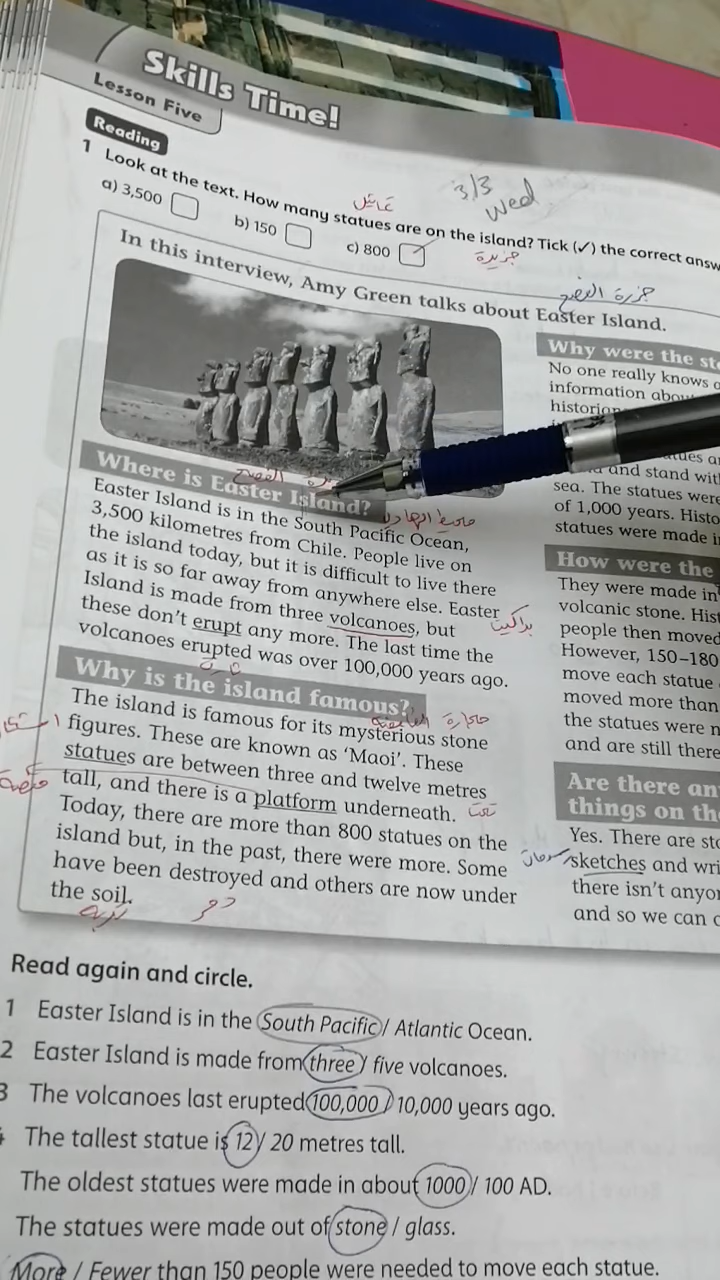 Skills Time!
Lesson Five
Reading
3/3
Wed
1 Look at the text. How many statues are on the island? Tick (✓) the correct answ
a) 3,500
b) 150
c) 800
جزيرة
In this interview, Amy Green talks about Easter Island.
Where is Easter Island?
Easter Island is in the South Pacific Ocean,
3,500 kilometres from Chile. People live on
the island today, but it is difficult to live there
as it is so far away from anywhere else. Easter
Island is made from three volcanoes, but
these don't erupt any more. The last time the
volcanoes erupted was over 100,000 years ago.
Why is the island famous?
The island is famous for its mysterious stone
figures. These are known as 'Maoi'. These
statues are between three and twelve metres
tall, and there is a platform underneath.
تحت
Today, there are more than 800 statues on the
island but, in the past, there were more. Some
have been destroyed and others are now under
the soil.
تربة
Why were the st
No one really knows
information abou
historian
and stand wit
sea. The statues were
of 1,000 years. Histo
statues were made i
How were the
They were made in
volcanic stone. His
people then moved
However, 150–180
move each statue
moved more than
the statues were n
and are still there
Are there an
things on th
Yes. There are sto
sketches and wri
there isn't anyo
and so we can
Read again and circle.
1 Easter Island is in the South Pacific / Atlantic Ocean.
2 Easter Island is made from three / five volcanoes.
3 The volcanoes last erupted 100,000 / 10,000 years ago.
The tallest statue is 12 / 20 metres tall.
The oldest statues were made in about 1000 / 100 AD.
The statues were made out of stone / glass.
More / Fewer than 150 people were needed to move each statue.